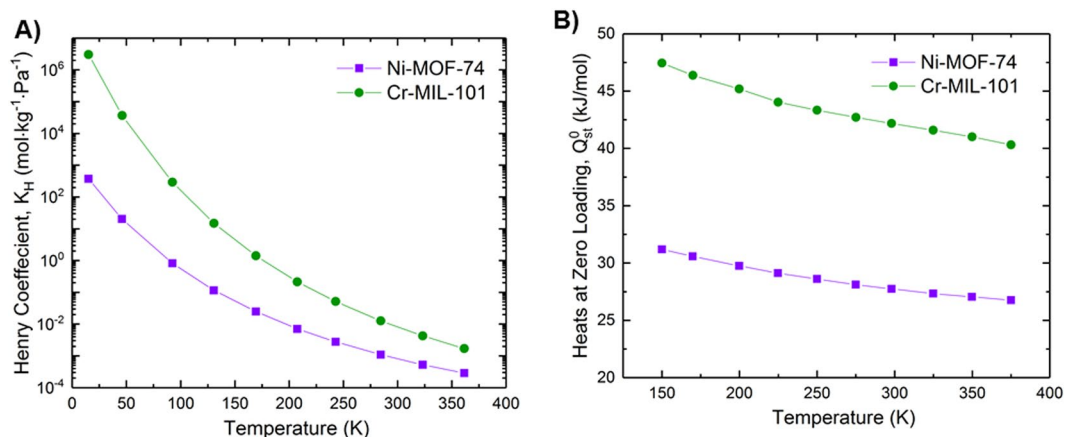 A)
Henry Coeffecient, K_H (mol·kg⁻¹·Pa⁻¹)
10⁶
10⁴
10²
10⁰
10⁻²
10⁻⁴
Ni-MOF-74
Cr-MIL-101
0 50 100 150 200 250 300 350 400
Temperature (K)
B)
Heats at Zero Loading, Q⁰st (kJ/mol)
50
45
40
35
30
25
20
Ni-MOF-74
Cr-MIL-101
150 200 250 300 350 400
Temperature (K)